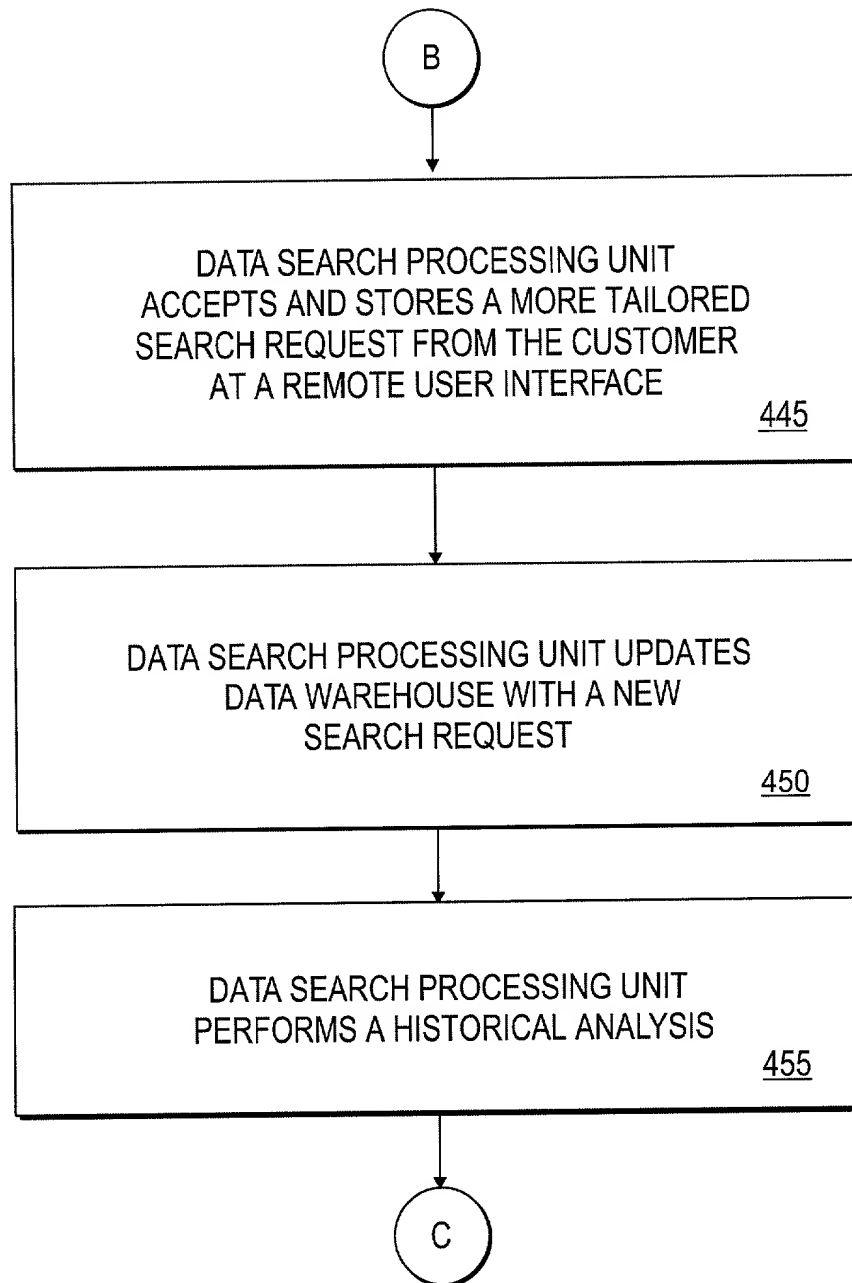 B
DATA SEARCH PROCESSING UNIT
ACCEPTS AND STORES A MORE TAILORED
SEARCH REQUEST FROM THE CUSTOMER
AT A REMOTE USER INTERFACE
445
DATA SEARCH PROCESSING UNIT UPDATES
DATA WAREHOUSE WITH A NEW
SEARCH REQUEST
450
DATA SEARCH PROCESSING UNIT
PERFORMS A HISTORICAL ANALYSIS
455
C